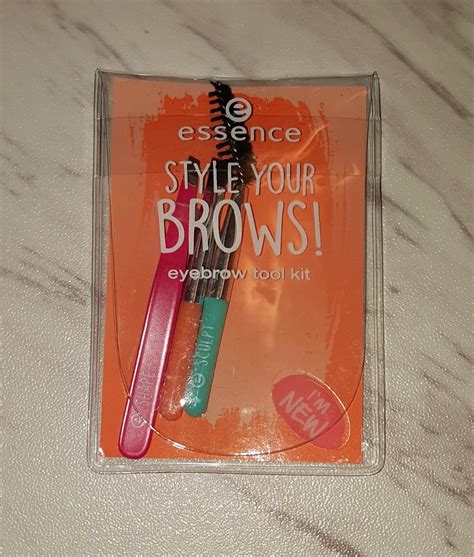 essence
STYLE YOUR
BROWS!
eyebrow tool kit
SCULPT
I'M
NEW